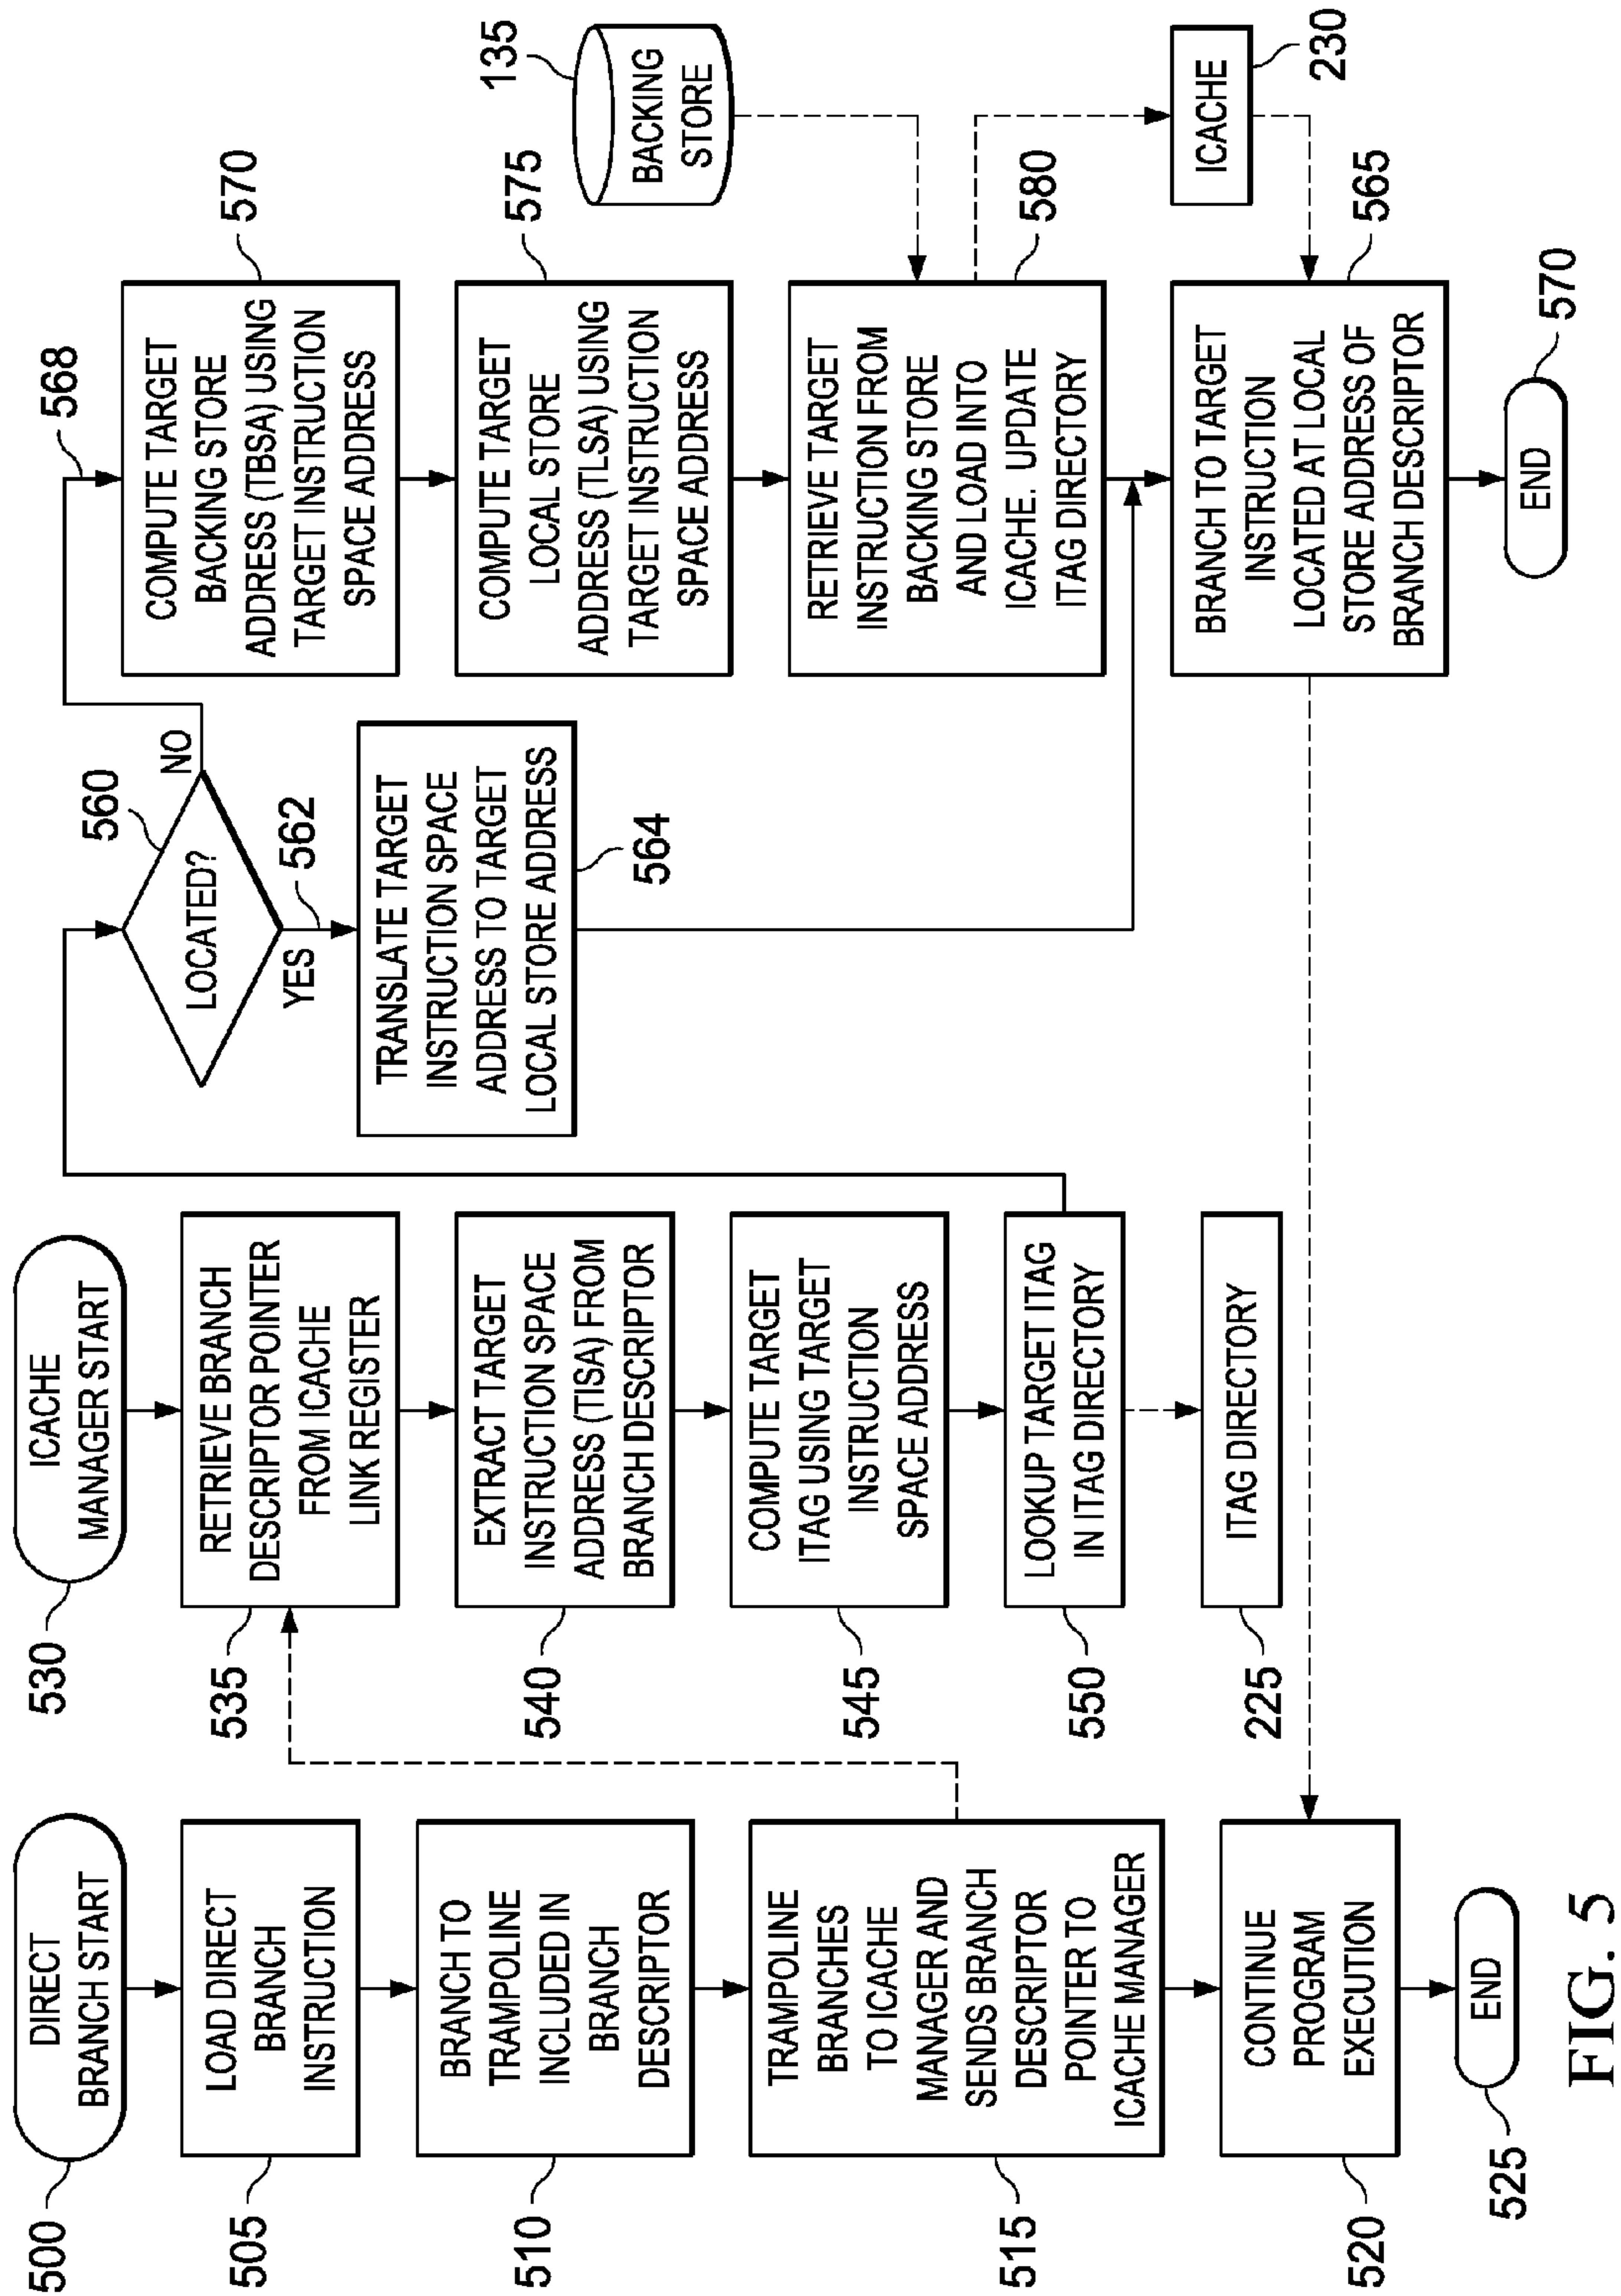 500
DIRECT
BRANCH START
505
LOAD DIRECT
BRANCH
INSTRUCTION
510
BRANCH TO
TRAMPOLINE
INCLUDED IN
BRANCH
DESCRIPTOR
515
TRAMPOLINE
BRANCHES
TO ICACHE
MANAGER AND
SENDS BRANCH
DESCRIPTOR
POINTER TO
ICACHE MANAGER
520
CONTINUE
PROGRAM
EXECUTION
525
END
530
ICACHE
MANAGER START
535
RETRIEVE BRANCH
DESCRIPTOR POINTER
FROM ICACHE
LINK REGISTER
540
EXTRACT TARGET
INSTRUCTION SPACE
ADDRESS (TISA) FROM
BRANCH DESCRIPTOR
545
COMPUTE TARGET
ITAG USING TARGET
INSTRUCTION
SPACE ADDRESS
550
LOOKUP TARGET ITAG
IN ITAG DIRECTORY
225
ITAG DIRECTORY
560
LOCATED?
NO
YES
562
TRANSLATE TARGET
INSTRUCTION SPACE
ADDRESS TO TARGET
LOCAL STORE ADDRESS
564
568
570
COMPUTE TARGET
BACKING STORE
ADDRESS (TBSA) USING
TARGET INSTRUCTION
SPACE ADDRESS
575
COMPUTE TARGET
LOCAL STORE
ADDRESS (TLSA) USING
TARGET INSTRUCTION
SPACE ADDRESS
135
BACKING
STORE
580
RETRIEVE TARGET
INSTRUCTION FROM
BACKING STORE
AND LOAD INTO
ICACHE. UPDATE
ITAG DIRECTORY
ICACHE
230
565
BRANCH TO TARGET
INSTRUCTION
LOCATED AT LOCAL
STORE ADDRESS OF
BRANCH DESCRIPTOR
570
END
FIG. 5